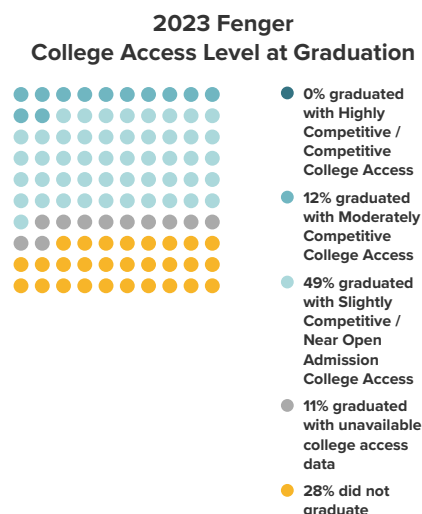 2023 Fenger
College Access Level at Graduation
0% graduated
with Highly
Competitive /
Competitive
College Access
12% graduated
with Moderately
Competitive
College Access
49% graduated
with Slightly
Competitive /
Near Open
Admission
College Access
11% graduated
with unavailable
college access
data
28% did not
graduate